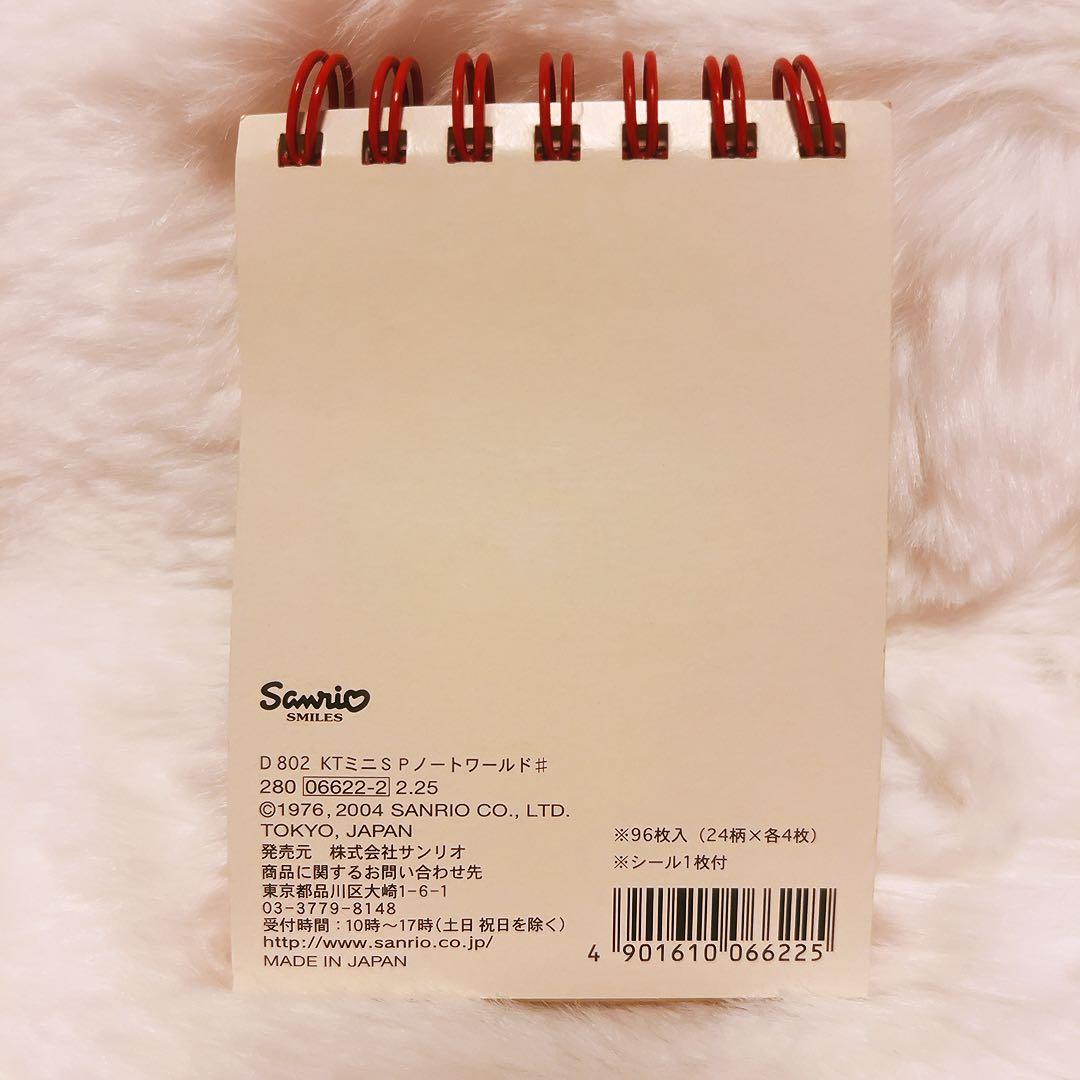 Sanrio
SMILES
D 802 KTミニＳＰノートワールド♯
280 06622-2 2.25
©1976, 2004 SANRIO CO., LTD.
TOKYO, JAPAN
発売元　株式会社サンリオ
商品に関するお問い合わせ先
東京都品川区大崎1-6-1
03-3779-8148
受付時間：10時～17時(土日 祝日を除く)
http://www.sanrio.co.jp/
MADE IN JAPAN
※96枚入（24柄×各4枚）
※シール1枚付
4 901610 066225